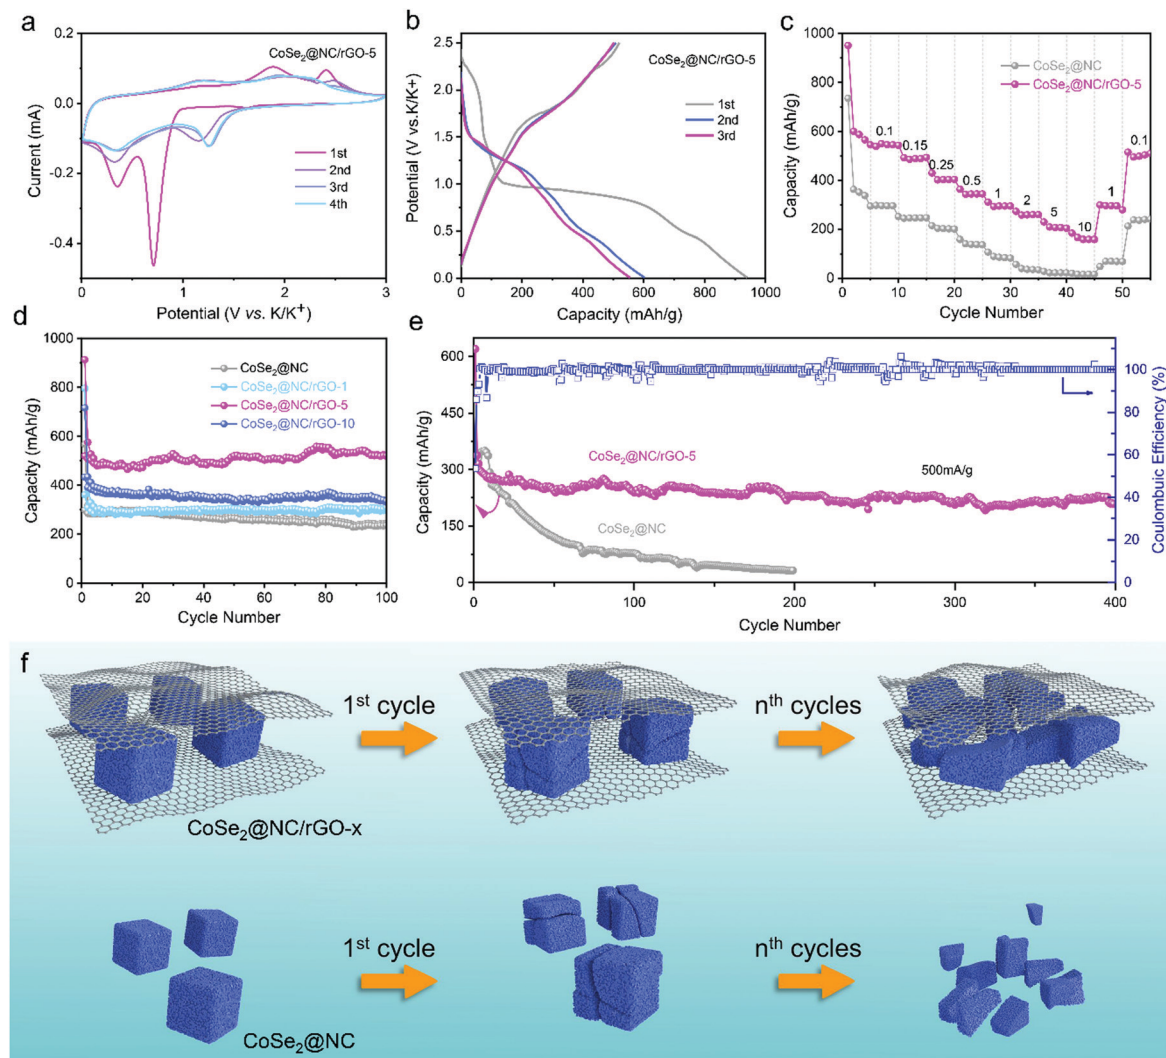 a
CoSe₂@NC/rGO-5
0.2
0.0
-0.2
-0.4
Current (mA)
1st
2nd
3rd
4th
0
1
2
3
Potential (V vs. K/K⁺)
b
CoSe₂@NC/rGO-5
2.5
2.0
1.5
1.0
0.5
0.0
Potential (V vs.K/K+)
1st
2nd
3rd
0
200
400
600
800
1000
Capacity (mAh/g)
c
1000
800
600
400
200
0
Capacity (mAh/g)
CoSe₂@NC
CoSe₂@NC/rGO-5
0.1
0.15
0.25
0.5
1
2
5
10
1
0.1
0
10
20
30
40
50
Cycle Number
d
1000
800
600
400
200
0
Capacity (mAh/g)
CoSe₂@NC
CoSe₂@NC/rGO-1
CoSe₂@NC/rGO-5
CoSe₂@NC/rGO-10
0
20
40
60
80
100
Cycle Number
e
600
450
300
150
0
Capacity (mAh/g)
CoSe₂@NC/rGO-5
500mA/g
CoSe₂@NC
100
80
60
40
20
0
Coulombuic Efficiency (%)
0
100
200
300
400
Cycle Number
f
1ˢᵗ cycle
nᵗʰ cycles
CoSe₂@NC/rGO-x
1ˢᵗ cycle
nᵗʰ cycles
CoSe₂@NC